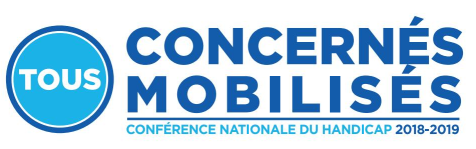 TOUS
CONCERNÉS
MOBILISÉS
CONFÉRENCE NATIONALE DU HANDICAP 2018-2019